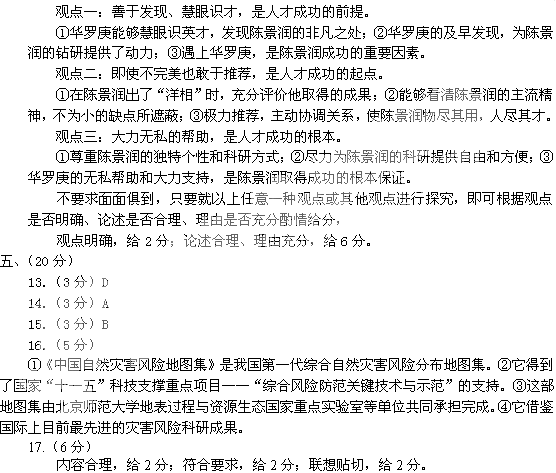 观点一：善于发现、慧眼识才，是人才成功的前提。
①华罗庚能够慧眼识英才，发现陈景润的非凡之处；②华罗庚的及早发现，为陈景
润的钻研提供了动力；③遇上华罗庚，是陈景润成功的重要因素。
观点二：即使不完美也敢于推荐，是人才成功的起点。
①在陈景润出了“洋相”时，充分评价他取得的成果；②能够看清陈景润的主流精
神，不为小的缺点所遮蔽；③极力推荐，主动协调关系，使陈景润物尽其用，人尽其才。
观点三：大力无私的帮助，是人才成功的根本。
①尊重陈景润的独特个性和科研方式；②尽力为陈景润的科研提供自由和方便；③
华罗庚的无私帮助和大力支持，是陈景润取得成功的根本保证。
不要求面面俱到，只要就以上任意一种观点或其他观点进行探究，即可根据观点
是否明确、论述是否合理、理由是否充分酌情给分，
观点明确，给 2 分；论述合理、理由充分，给 6 分。
五、（20 分）
13.（3 分）D
14.（3 分）A
15.（3 分）B
16.（5 分）
①《中国自然灾害风险地图集》是我国第一代综合自然灾害风险分布地图集。②它得到
了国家“十一五”科技支撑重点项目——“综合风险防范关键技术与示范”的支持。③这部
地图集由北京师范大学地表过程与资源生态国家重点实验室等单位共同承担完成。④它借鉴
国际上目前最先进的灾害风险科研成果。
17.（6 分）
内容合理，给 2 分；符合要求，给 2 分；联想贴切，给 2 分。